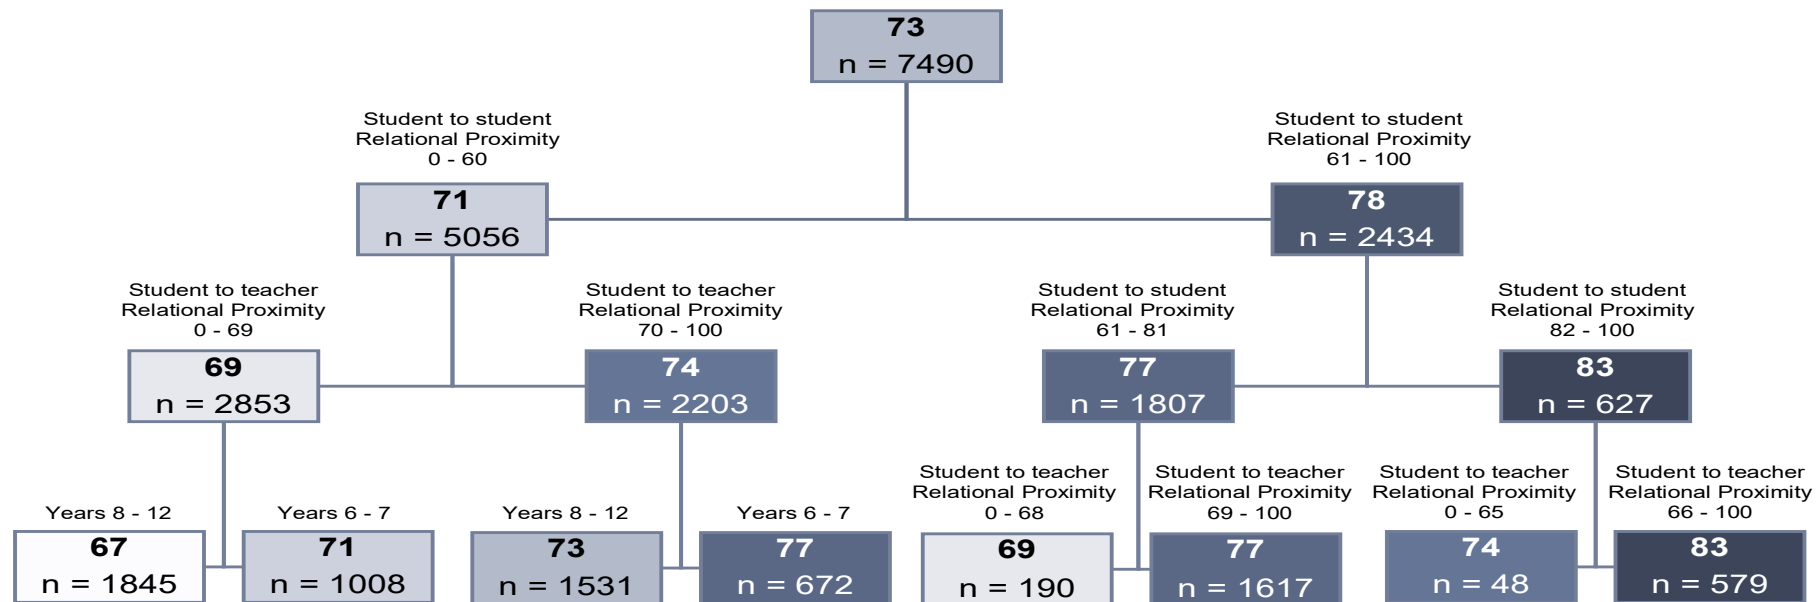 73
n = 7490
Student to student
Relational Proximity
0 - 60
71
n = 5056
Student to student
Relational Proximity
61 - 100
78
n = 2434
Student to teacher
Relational Proximity
0 - 69
69
n = 2853
Student to teacher
Relational Proximity
70 - 100
74
n = 2203
Student to student
Relational Proximity
61 - 81
77
n = 1807
Student to student
Relational Proximity
82 - 100
83
n = 627
Years 8 - 12
67
n = 1845
Years 6 - 7
71
n = 1008
Years 8 - 12
73
n = 1531
Years 6 - 7
77
n = 672
Student to teacher
Relational Proximity
0 - 68
69
n = 190
Student to teacher
Relational Proximity
69 - 100
77
n = 1617
Student to teacher
Relational Proximity
0 - 65
74
n = 48
Student to teacher
Relational Proximity
66 - 100
83
n = 579